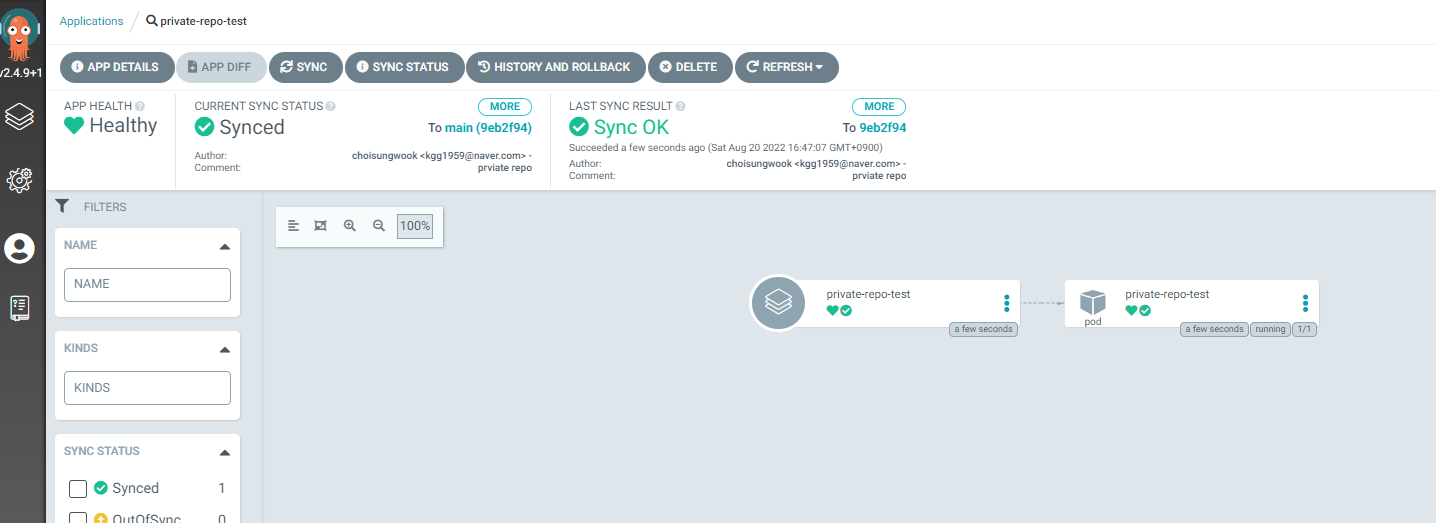 Applications / private-repo-test
v2.4.9+1
APP DETAILS APP DIFF SYNC SYNC STATUS HISTORY AND ROLLBACK DELETE REFRESH
APP HEALTH
Healthy
CURRENT SYNC STATUS MORE
Synced To main (9eb2f94)
Author: choisungwook <kgg1959@naver.com> -
Comment: prviate repo
LAST SYNC RESULT MORE
Sync OK To 9eb2f94
Succeeded a few seconds ago (Sat Aug 20 2022 16:47:07 GMT+0900)
Author: choisungwook <kgg1959@naver.com> -
Comment: prviate repo
FILTERS
NAME
NAME
KINDS
KINDS
SYNC STATUS
Synced 1
OutOfSync 0
100%
private-repo-test
a few seconds
private-repo-test
pod
a few seconds running 1/1